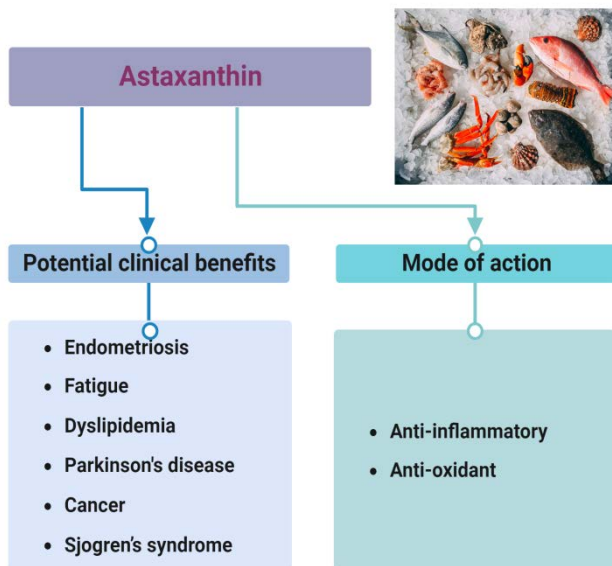 Astaxanthin
Potential clinical benefits
• Endometriosis
• Fatigue
• Dyslipidemia
• Parkinson's disease
• Cancer
• Sjogren’s syndrome
Mode of action
• Anti-inflammatory
• Anti-oxidant